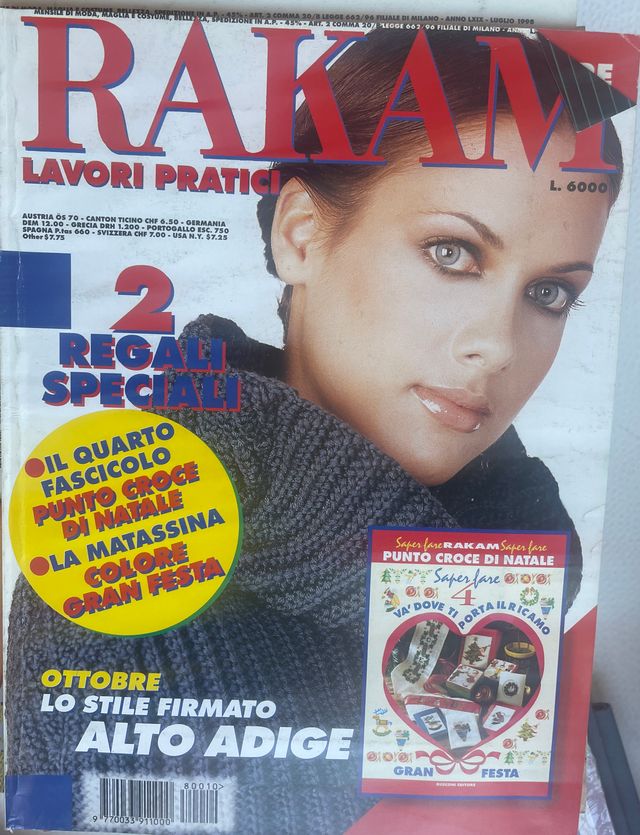 MENSILE DI MODA, MAGLIA E COSTUME, BELLEZZA, SPEDIZIONE IN A.P. - 45% - ART. 2 COMMA 20/B LEGGE 662/96 FILIALE DI MILANO - ANNO LXIX - LUGLIO 1998
RAKAM
LAVORI PRATICI
L. 6000
AUSTRIA ÖS 70 - CANTON TICINO CHF 6.50 - GERMANIA
DEM 12.00 - GRECIA DRH 1.200 - PORTOGALLO ESC. 750
SPAGNA P.tas 660 - SVIZZERA CHF 7.00 - USA N.Y. $7.25
Other $7.75
2
REGALI
SPECIALI
IL QUARTO
FASCICOLO
PUNTO CROCE
DI NATALE
LA MATASSINA
COLORE
GRAN FESTA
Saper fare RAKAM Saper fare
PUNTO CROCE DI NATALE
Saper fare
4
VA' DOVE TI PORTA IL RICAMO
GRAN FESTA
RUSCONI EDITORE
OTTOBRE
LO STILE FIRMATO
ALTO ADIGE
80010>
9 770033 911000